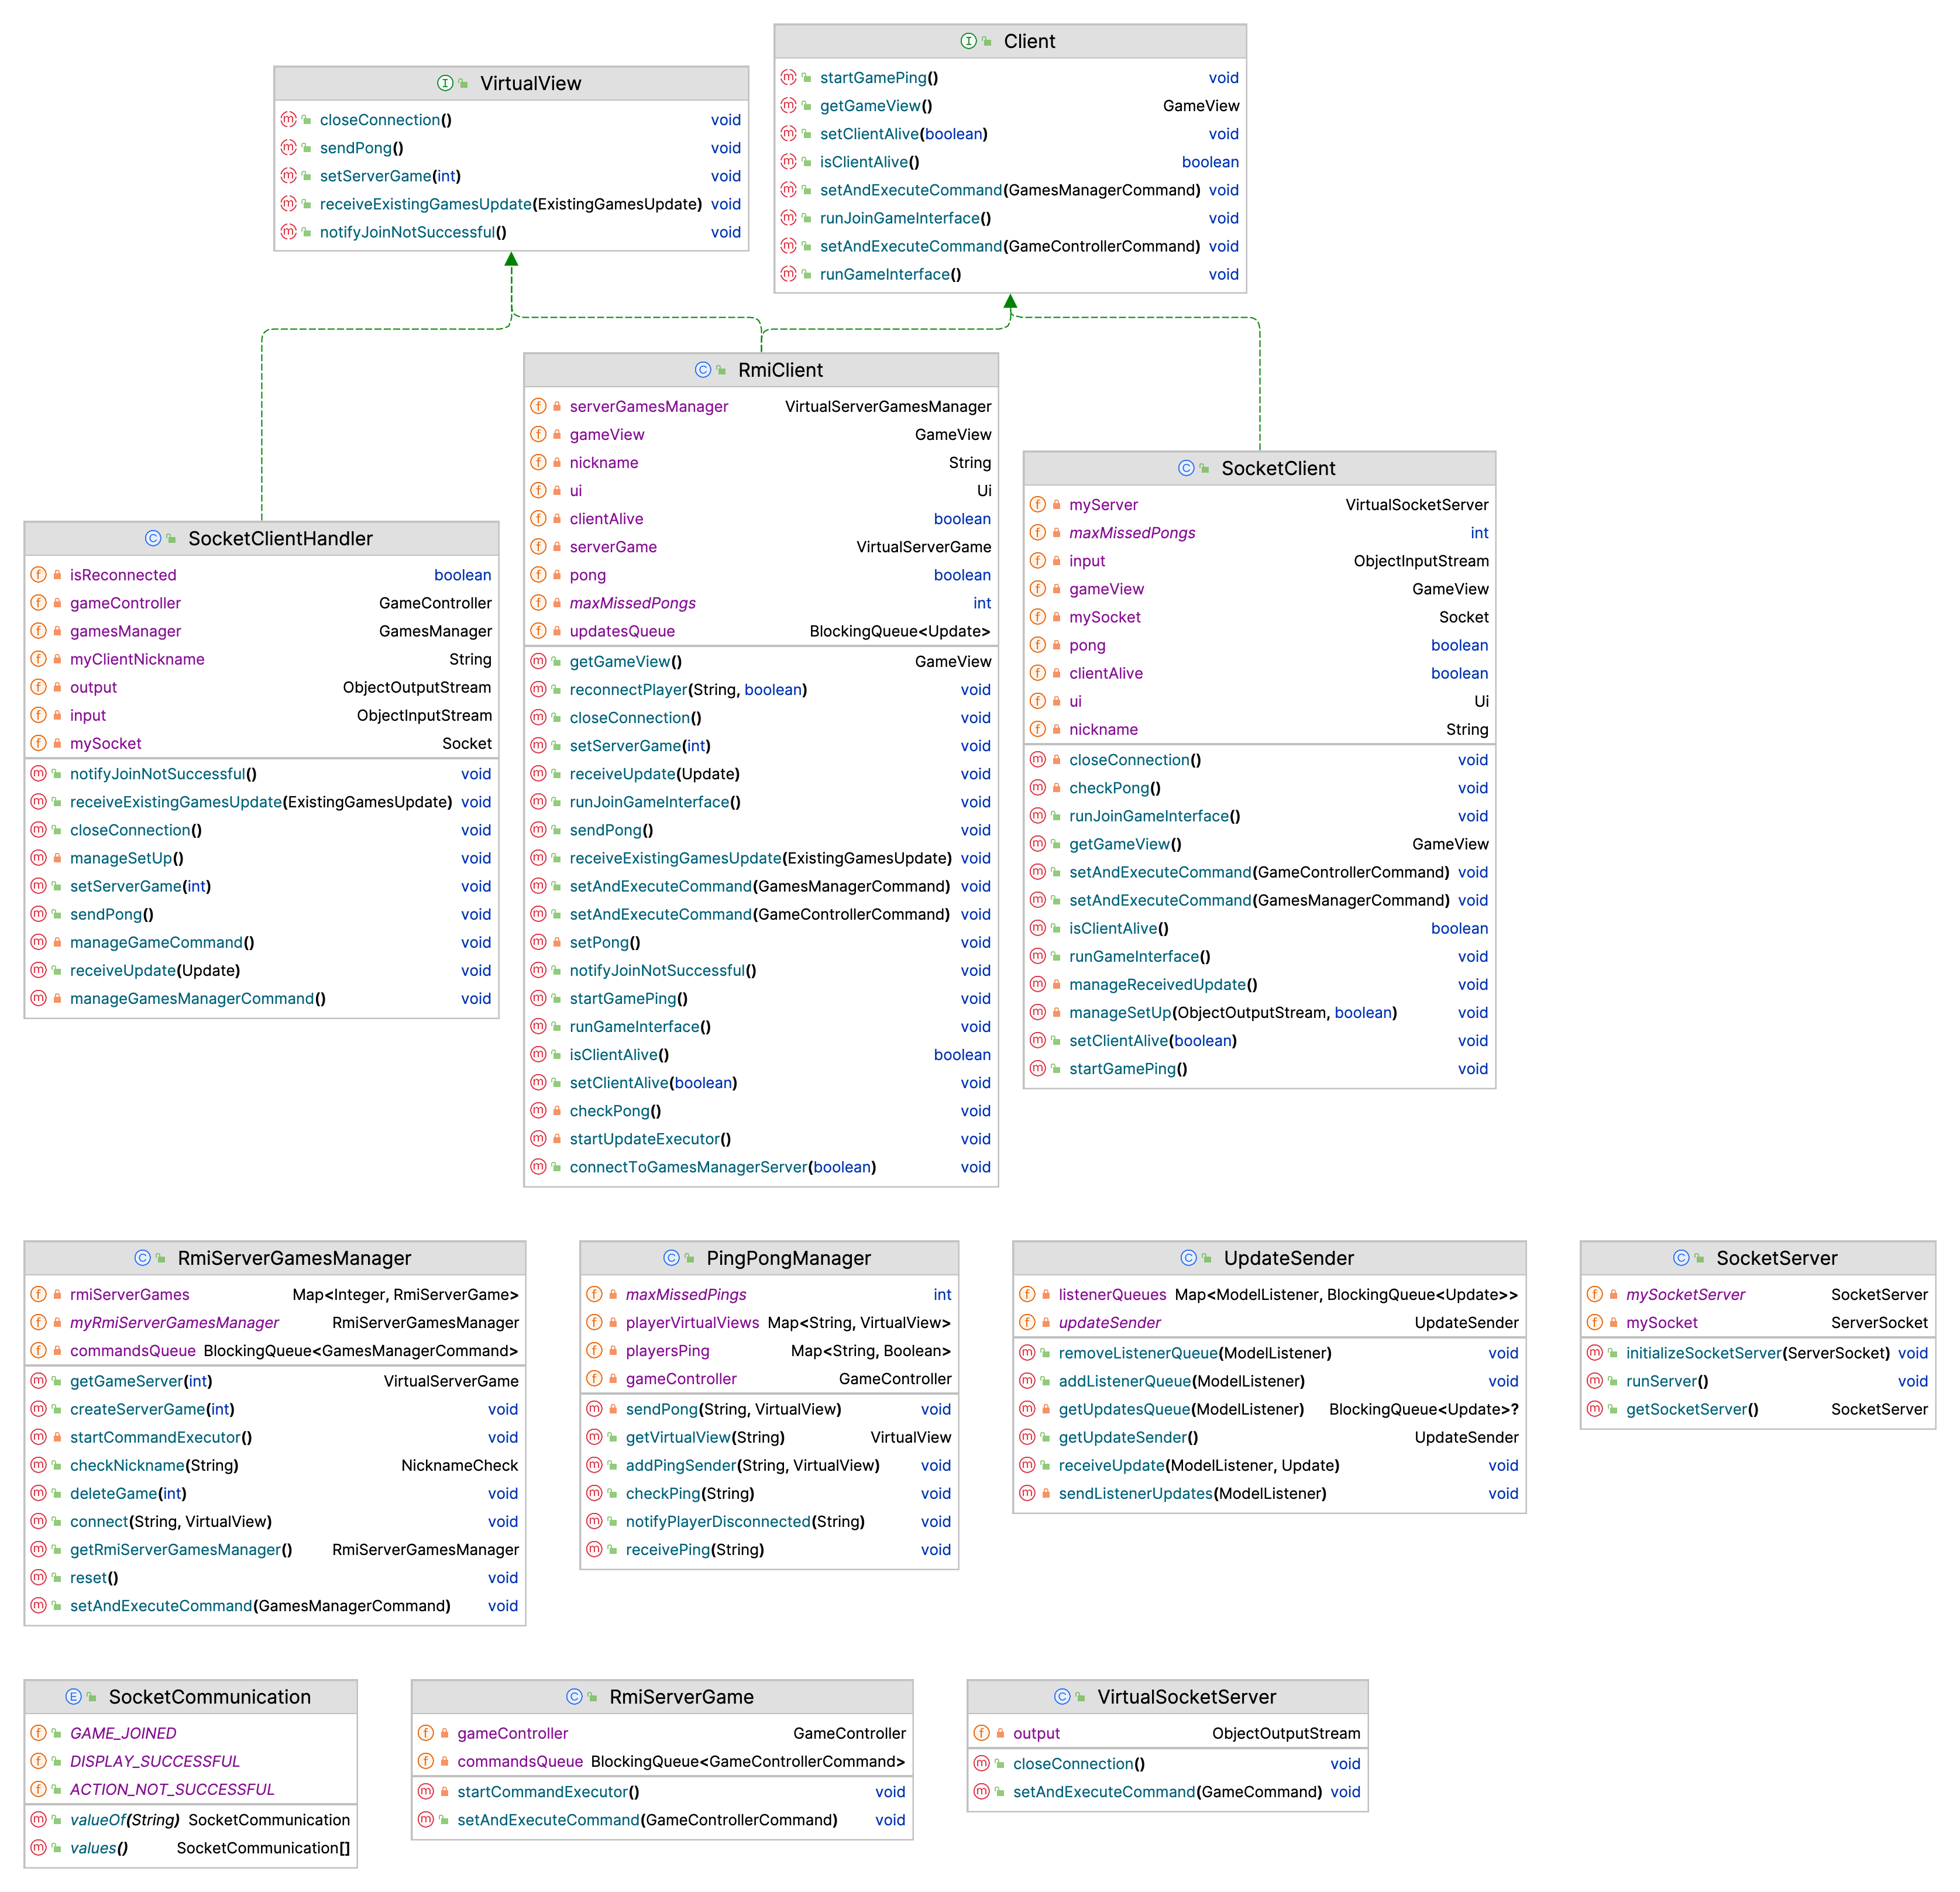 Client
startGamePing() void
getGameView() GameView
setClientAlive(boolean) void
isClientAlive() boolean
setAndExecuteCommand(GamesManagerCommand) void
runJoinGameInterface() void
setAndExecuteCommand(GameControllerCommand) void
runGameInterface() void
VirtualView
closeConnection() void
sendPong() void
setServerGame(int) void
receiveExistingGamesUpdate(ExistingGamesUpdate) void
notifyJoinNotSuccessful() void
RmiClient
serverGamesManager VirtualServerGamesManager
gameView GameView
nickname String
ui Ui
clientAlive boolean
serverGame VirtualServerGame
pong boolean
maxMissedPongs int
updatesQueue BlockingQueue<Update>
getGameView() GameView
reconnectPlayer(String, boolean) void
closeConnection() void
setServerGame(int) void
receiveUpdate(Update) void
runJoinGameInterface() void
sendPong() void
receiveExistingGamesUpdate(ExistingGamesUpdate) void
setAndExecuteCommand(GamesManagerCommand) void
setAndExecuteCommand(GameControllerCommand) void
setPong() void
notifyJoinNotSuccessful() void
startGamePing() void
runGameInterface() void
isClientAlive() boolean
setClientAlive(boolean) void
checkPong() void
startUpdateExecutor() void
connectToGamesManagerServer(boolean) void
SocketClient
myServer VirtualSocketServer
maxMissedPongs int
input ObjectInputStream
gameView GameView
mySocket Socket
pong boolean
clientAlive boolean
ui Ui
nickname String
closeConnection() void
checkPong() void
runJoinGameInterface() void
getGameView() GameView
setAndExecuteCommand(GameControllerCommand) void
setAndExecuteCommand(GamesManagerCommand) void
isClientAlive() boolean
runGameInterface() void
manageReceivedUpdate() void
manageSetUp(ObjectOutputStream, boolean) void
setClientAlive(boolean) void
startGamePing() void
SocketClientHandler
isReconnected boolean
gameController GameController
gamesManager GamesManager
myClientNickname String
output ObjectOutputStream
input ObjectInputStream
mySocket Socket
notifyJoinNotSuccessful() void
receiveExistingGamesUpdate(ExistingGamesUpdate) void
closeConnection() void
manageSetUp() void
setServerGame(int) void
sendPong() void
manageGameCommand() void
receiveUpdate(Update) void
manageGamesManagerCommand() void
RmiServerGamesManager
rmiServerGames Map<Integer, RmiServerGame>
myRmiServerGamesManager RmiServerGamesManager
commandsQueue BlockingQueue<GamesManagerCommand>
getGameServer(int) VirtualServerGame
createServerGame(int) void
startCommandExecutor() void
checkNickname(String) NicknameCheck
deleteGame(int) void
connect(String, VirtualView) void
getRmiServerGamesManager() RmiServerGamesManager
reset() void
setAndExecuteCommand(GamesManagerCommand) void
PingPongManager
maxMissedPings int
playerVirtualViews Map<String, VirtualView>
playersPing Map<String, Boolean>
gameController GameController
sendPong(String, VirtualView) void
getVirtualView(String) VirtualView
addPingSender(String, VirtualView) void
checkPing(String) void
notifyPlayerDisconnected(String) void
receivePing(String) void
UpdateSender
listenerQueues Map<ModelListener, BlockingQueue<Update>>
updateSender UpdateSender
removeListenerQueue(ModelListener) void
addListenerQueue(ModelListener) void
getUpdatesQueue(ModelListener) BlockingQueue<Update>?
getUpdateSender() UpdateSender
receiveUpdate(ModelListener, Update) void
sendListenerUpdates(ModelListener) void
SocketServer
mySocketServer SocketServer
mySocket ServerSocket
initializeSocketServer(ServerSocket) void
runServer() void
getSocketServer() SocketServer
SocketCommunication
GAME_JOINED
DISPLAY_SUCCESSFUL
ACTION_NOT_SUCCESSFUL
valueOf(String) SocketCommunication
values() SocketCommunication[]
RmiServerGame
gameController GameController
commandsQueue BlockingQueue<GameControllerCommand>
startCommandExecutor() void
setAndExecuteCommand(GameControllerCommand) void
VirtualSocketServer
output ObjectOutputStream
closeConnection() void
setAndExecuteCommand(GameCommand) void